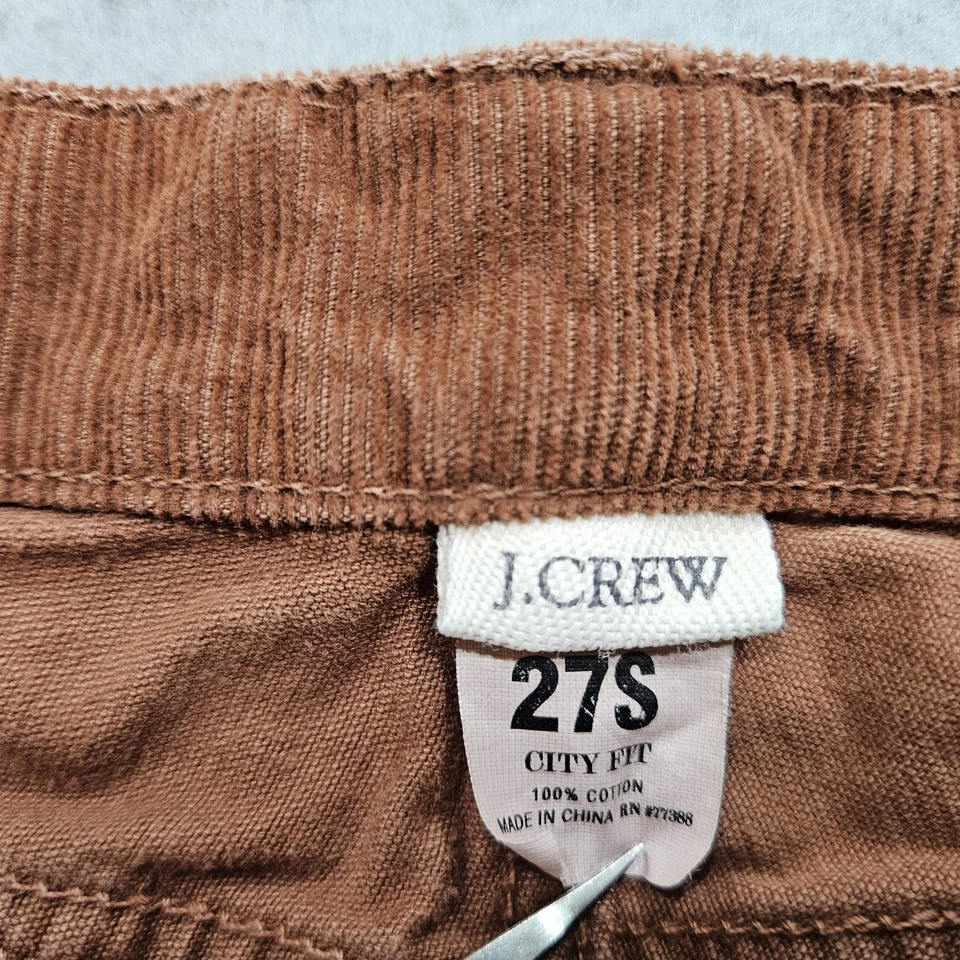 J.CREW
27S
CITY FIT
100% COTTON
MADE IN CHINA RN #77388